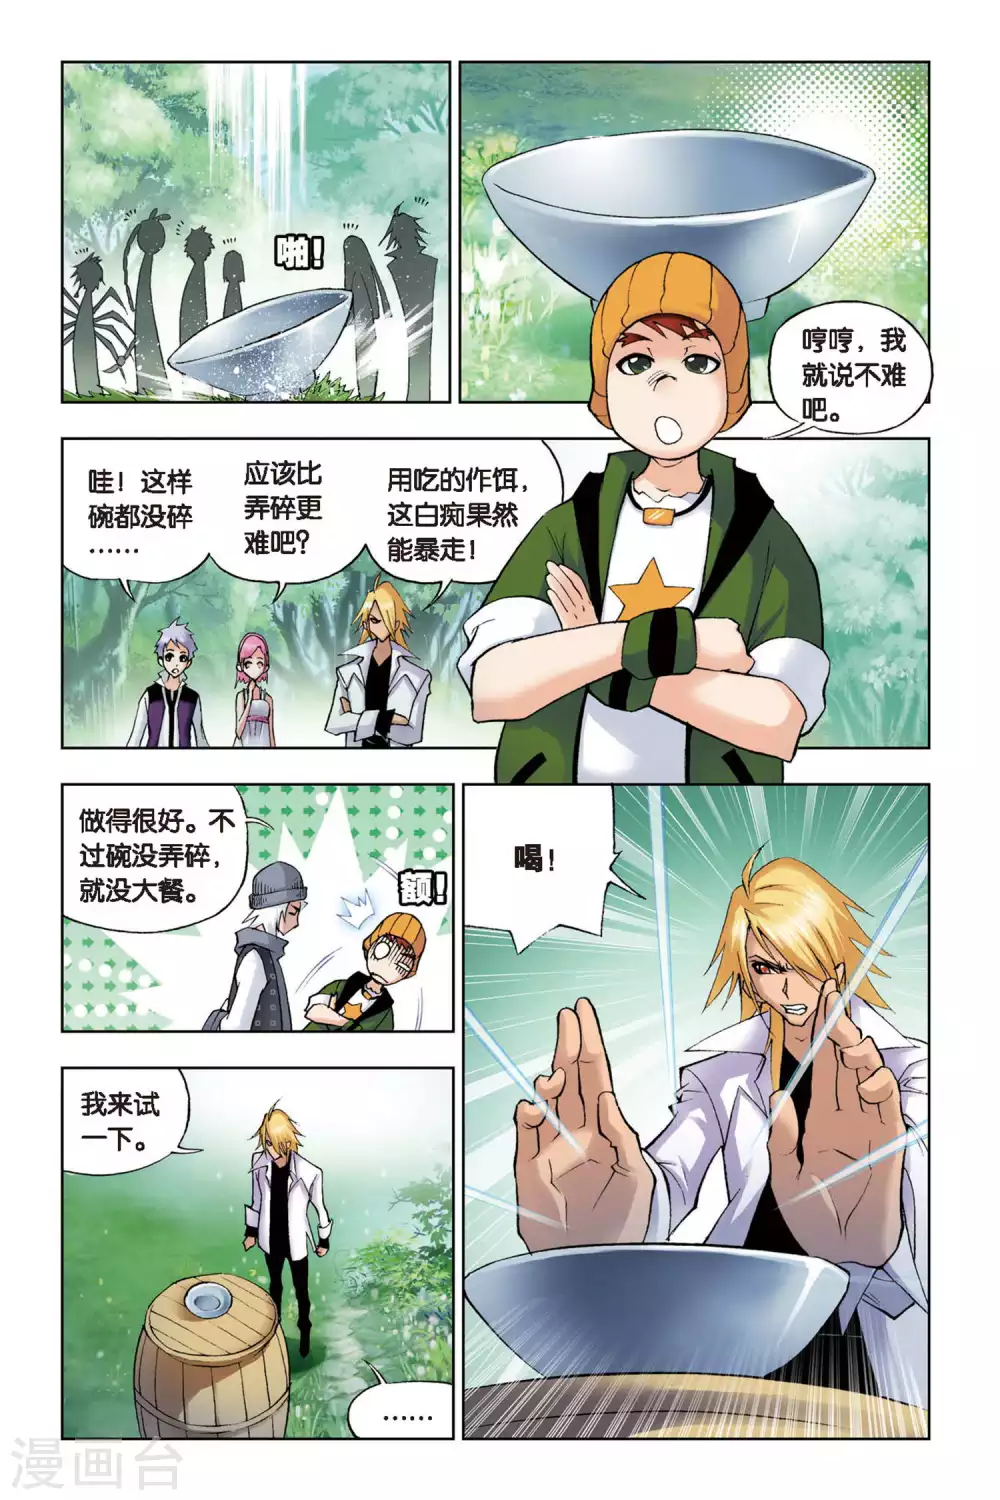 啪！
哼哼，我
就说不难
吧。
哇！这样
碗都没碎
……
应该比
弄碎更
难吧？
用吃的作饵，
这白痴果然
能暴走！
做得很好。不
过碗没弄碎，
就没大餐。
额！
喝！
我来试
一下。
……
漫画台